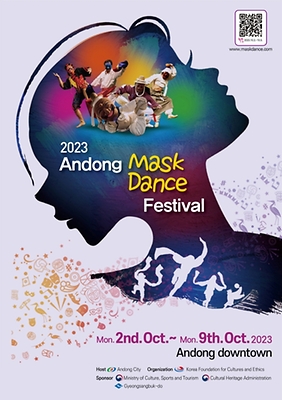 www.maskdance.com
2023
Andong Mask
Dance
Festival
Mon. 2nd. Oct.~ Mon. 9th. Oct. 2023
Andong downtown
Host Andong City Organization Korea Foundation for Cultures and Ethics
Sponsor Ministry of Culture, Sports and Tourism Cultural Heritage Administration
Gyeongsangbuk-do